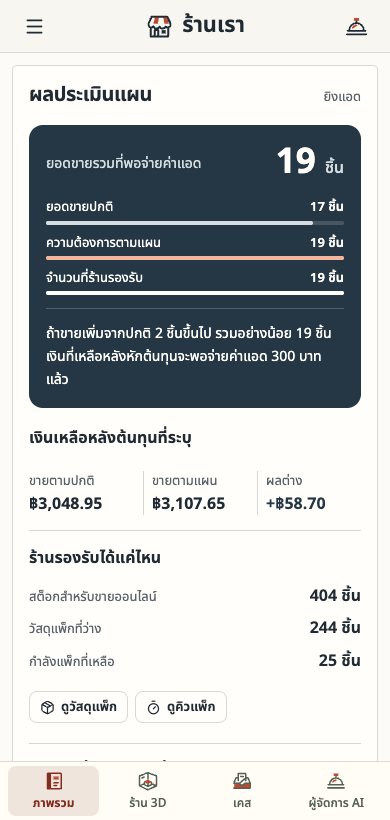 ร้านเรา
ผลประเมินแผน
ยิงแอด
ยอดขายรวมที่พอจ่ายค่าแอด
19 ชิ้น
ยอดขายปกติ
17 ชิ้น
ความต้องการตามแผน
19 ชิ้น
จำนวนที่ร้านรองรับ
19 ชิ้น
ถ้าขายเพิ่มจากปกติ 2 ชิ้นขึ้นไป รวมอย่างน้อย 19 ชิ้น
เงินที่เหลือหลังหักต้นทุนจะพอจ่ายค่าแอด 300 บาท
แล้ว
เงินเหลือหลังต้นทุนที่ระบุ
ขายตามปกติ
฿3,048.95
ขายตามแผน
฿3,107.65
ผลต่าง
+฿58.70
ร้านรองรับได้แค่ไหน
สต็อกสำหรับขายออนไลน์
404 ชิ้น
วัสดุแพ็กที่ว่าง
244 ชิ้น
กำลังแพ็กที่เหลือ
25 ชิ้น
ดูวัสดุแพ็ก
ดูคิวแพ็ก
ภาพรวม
ร้าน 3D
เคส
ผู้จัดการ AI